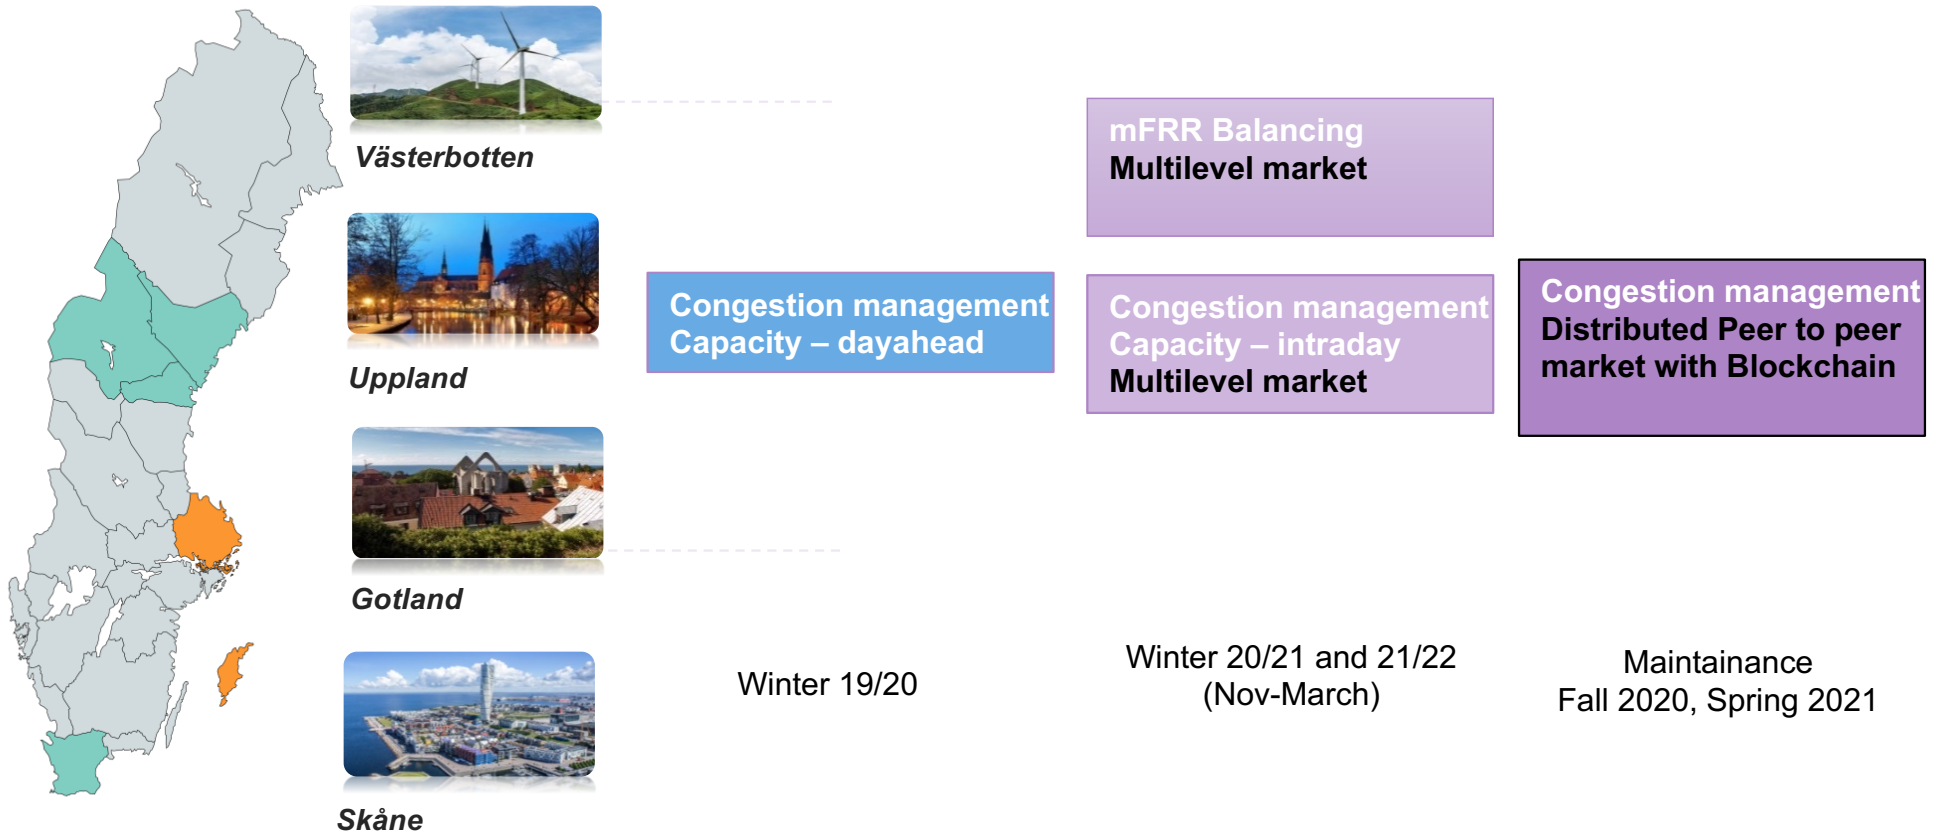 Västerbotten
Uppland
Gotland
Skåne
Congestion management
Capacity – dayahead
Winter 19/20
mFRR Balancing
Multilevel market
Congestion management
Capacity – intraday
Multilevel market
Winter 20/21 and 21/22
(Nov-March)
Congestion management
Distributed Peer to peer
market with Blockchain
Maintainance
Fall 2020, Spring 2021